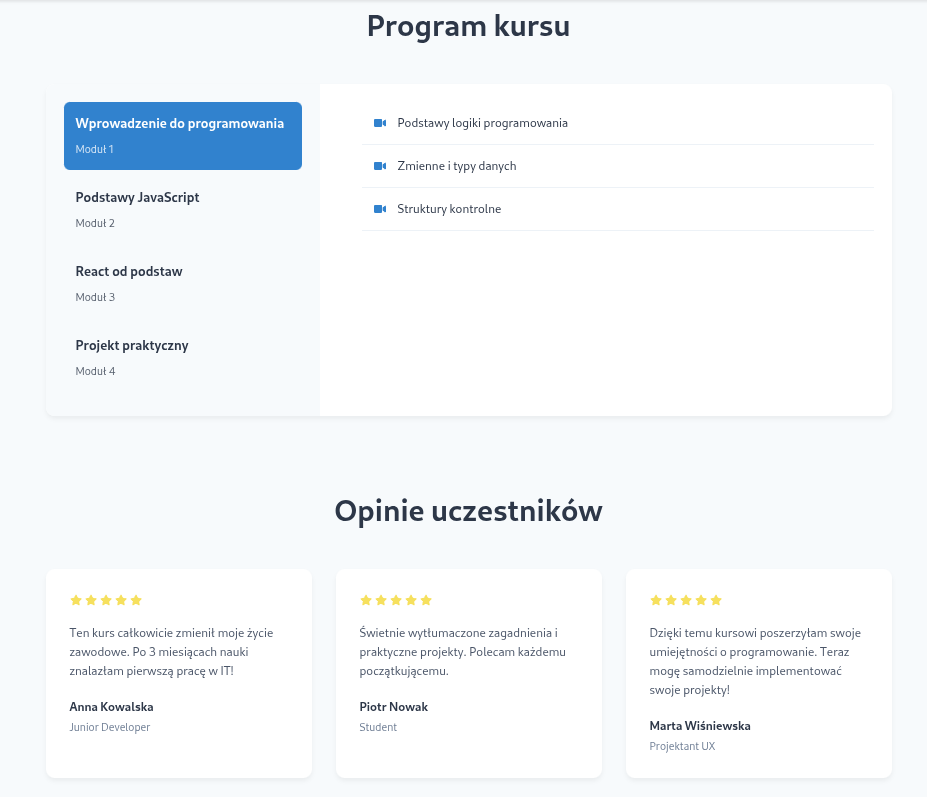 Program kursu
Wprowadzenie do programowania
Moduł 1
Podstawy JavaScript
Moduł 2
React od podstaw
Moduł 3
Projekt praktyczny
Moduł 4
Podstawy logiki programowania
Zmienne i typy danych
Struktury kontrolne
Opinie uczestników
Ten kurs całkowicie zmienił moje życie
zawodowe. Po 3 miesiącach nauki
znalazłam pierwszą pracę w IT!
Anna Kowalska
Junior Developer
Świetnie wytłumaczone zagadnienia i
praktyczne projekty. Polecam każdemu
początkującemu.
Piotr Nowak
Student
Dzięki temu kursowi poszerzyłam swoje
umiejętności o programowanie. Teraz
mogę samodzielnie implementować
swoje projekty!
Marta Wiśniewska
Projektant UX